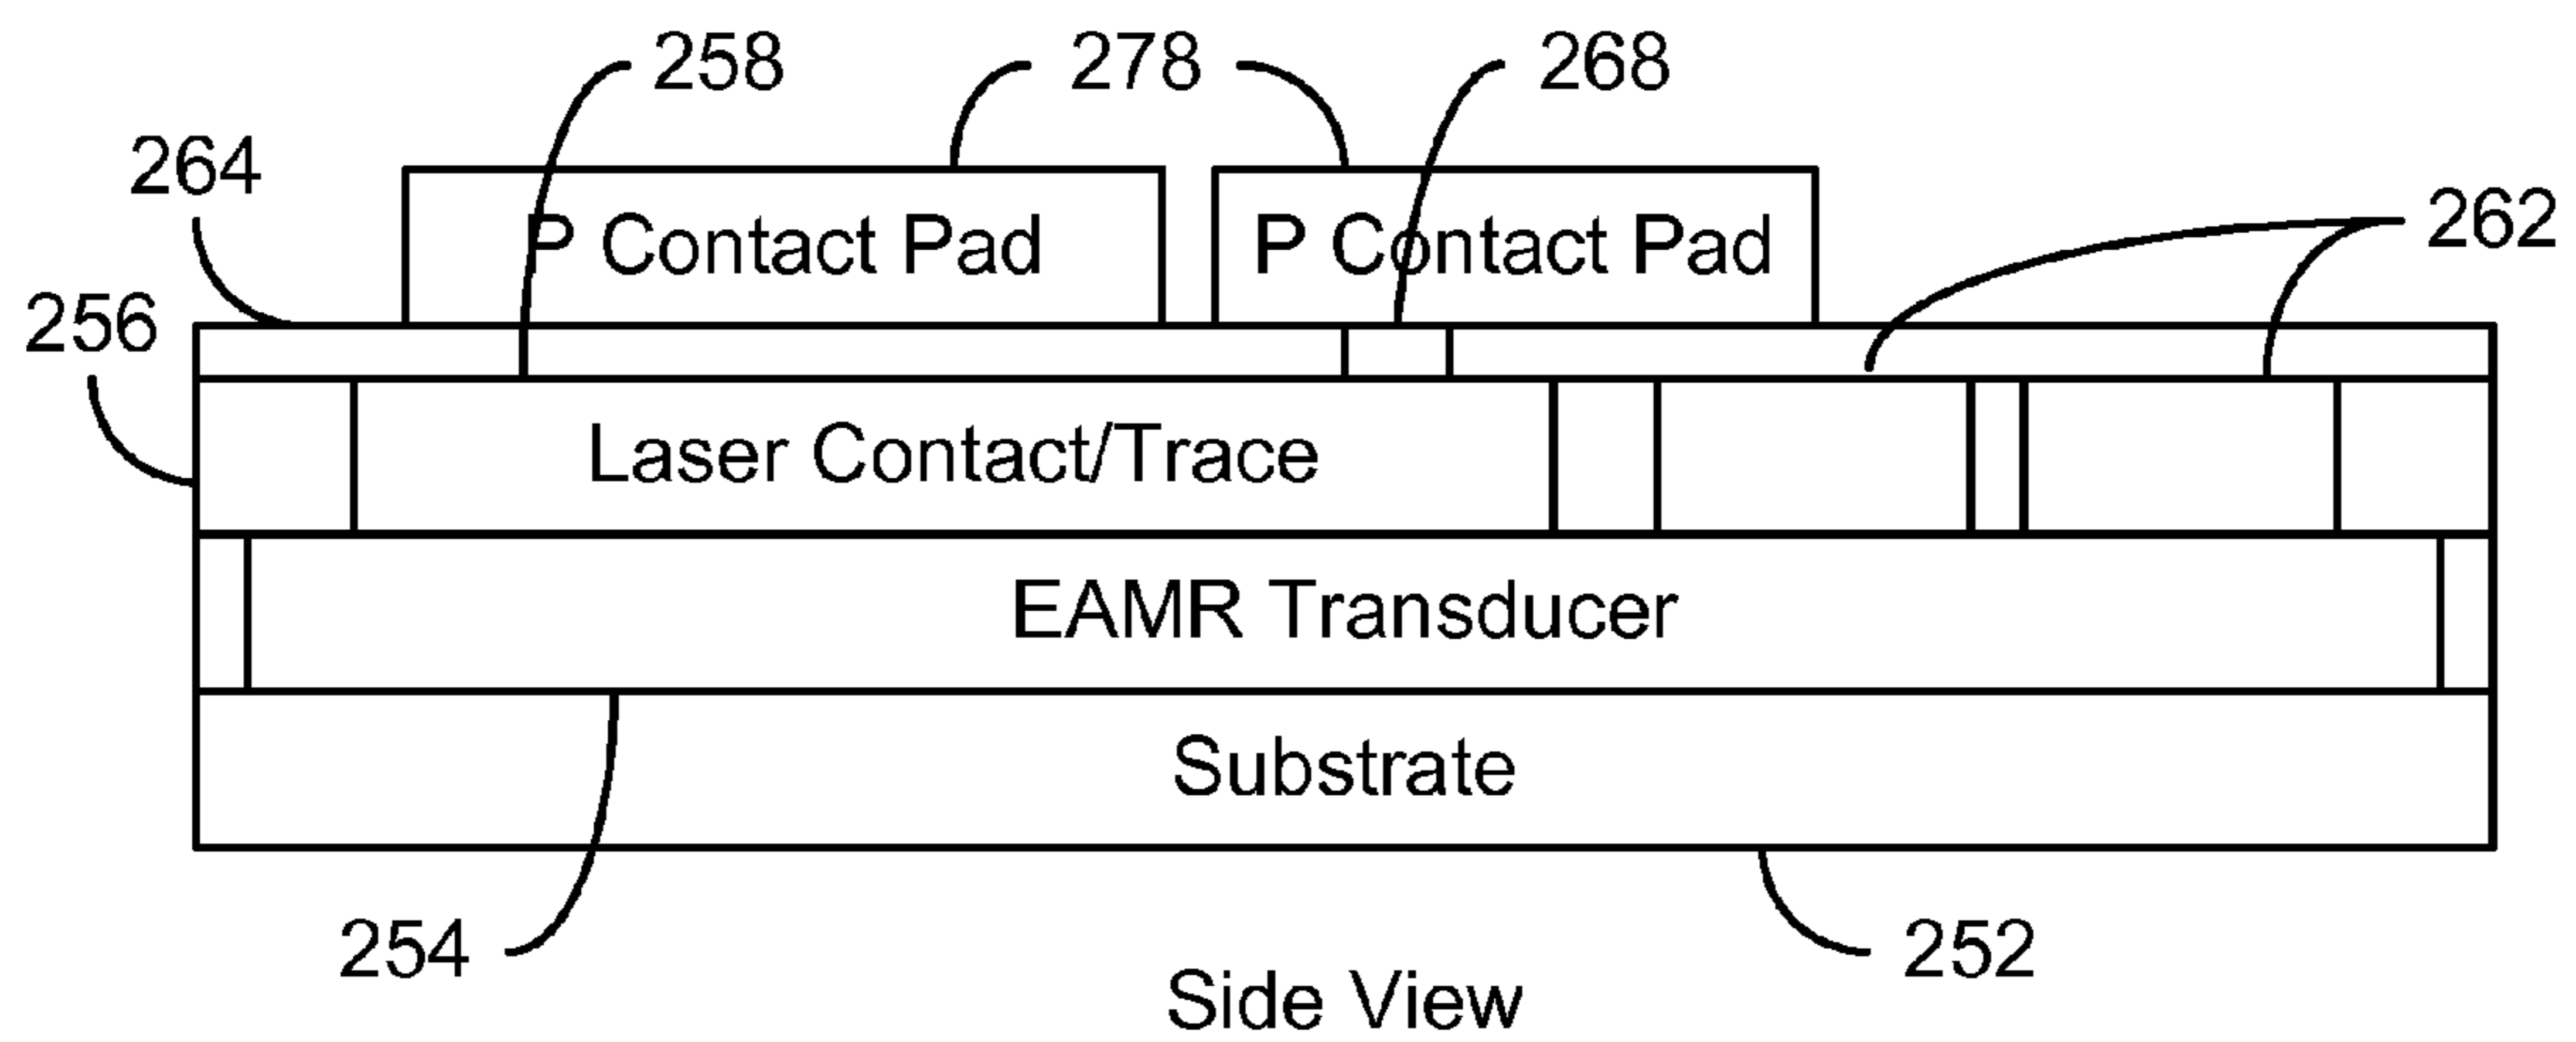 258 278 268
264
P Contact Pad P Contact Pad 262
256
Laser Contact/Trace
EAMR Transducer
Substrate
254 252
Side View